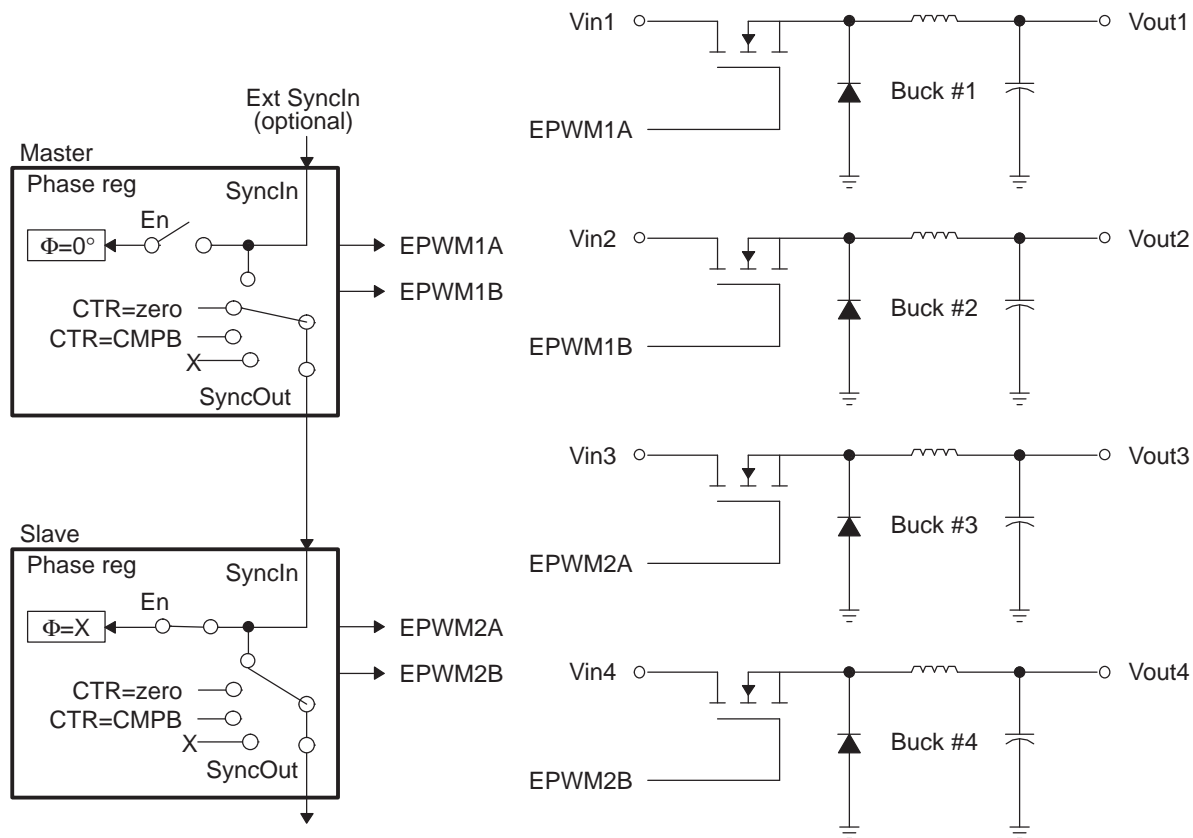 Ext SyncIn
(optional)
Master
Phase reg
SyncIn
En
Φ=0°
CTR=zero
CTR=CMPB
X
SyncOut
EPWM1A
EPWM1B
Slave
Phase reg
SyncIn
En
Φ=X
CTR=zero
CTR=CMPB
X
SyncOut
EPWM2A
EPWM2B
Vin1
Vout1
Buck #1
EPWM1A
Vin2
Vout2
Buck #2
EPWM1B
Vin3
Vout3
Buck #3
EPWM2A
Vin4
Vout4
Buck #4
EPWM2B